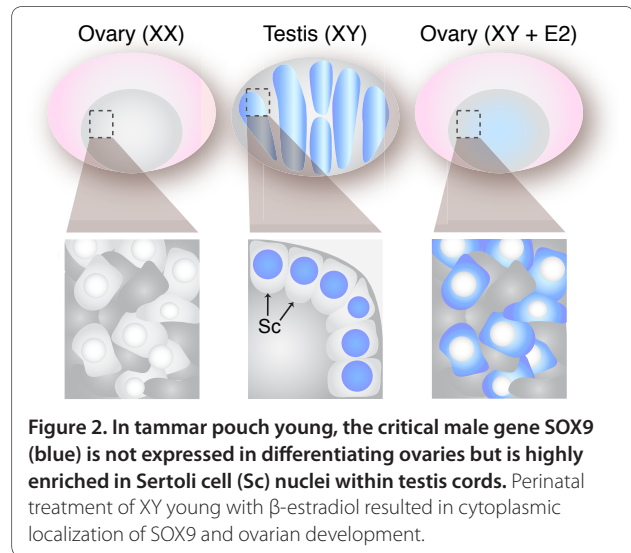 Ovary (XX) Testis (XY) Ovary (XY + E2)
Sc
Figure 2. In tammar pouch young, the critical male gene SOX9
(blue) is not expressed in differentiating ovaries but is highly
enriched in Sertoli cell (Sc) nuclei within testis cords. Perinatal
treatment of XY young with β-estradiol resulted in cytoplasmic
localization of SOX9 and ovarian development.